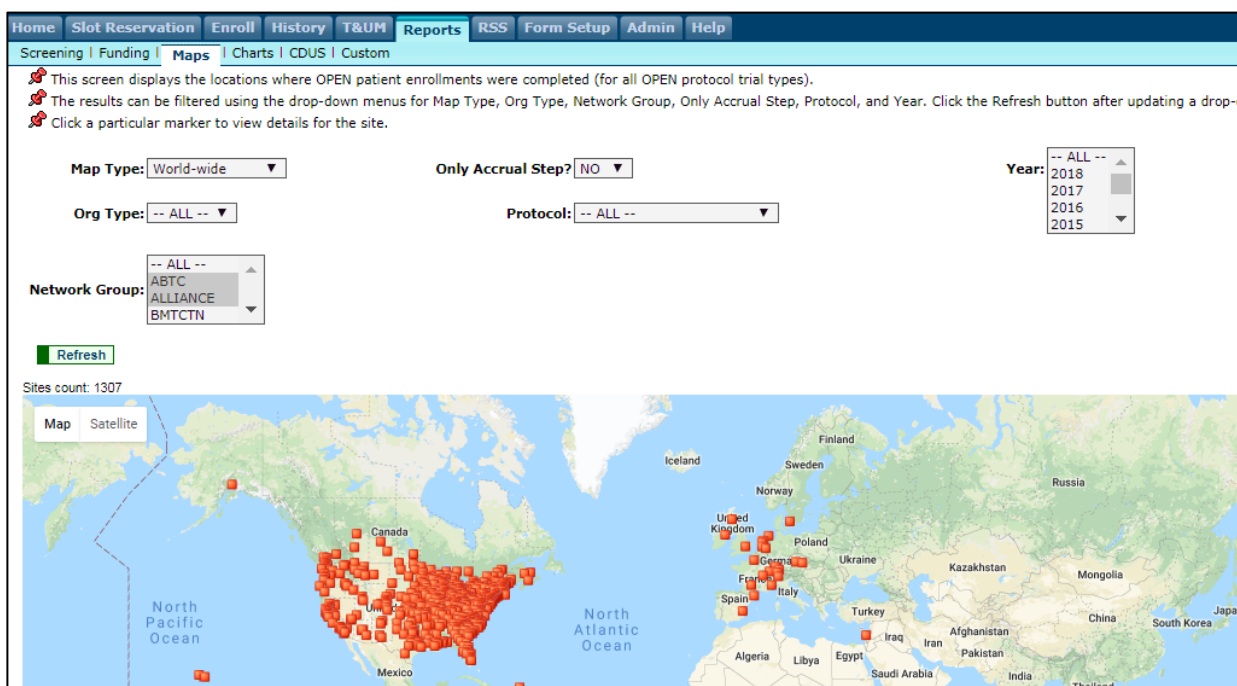 Home Slot Reservation Enroll History T&UM Reports RSS Form Setup Admin Help
Screening | Funding | Maps | Charts | CDUS | Custom
This screen displays the locations where OPEN patient enrollments were completed (for all OPEN protocol trial types).
The results can be filtered using the drop-down menus for Map Type, Org Type, Network Group, Only Accrual Step, Protocol, and Year. Click the Refresh button after updating a drop-
Click a particular marker to view details for the site.
Map Type: World-wide Only Accrual Step? NO Year: -- ALL --
2018
2017
2016
2015
Org Type: -- ALL -- Protocol: -- ALL --
Network Group: -- ALL --
ABTC
ALLIANCE
BMTCTN
Refresh
Sites count: 1307
Map Satellite
Finland
Iceland
Sweden
Russia
Norway
Canada
United
Kingdom
Poland
Ukraine
Kazakhstan
Mongolia
Italy
Spain
North
Pacific
Ocean
North
Atlantic
Ocean
Turkey
China
South Korea
Iraq
Iran
Afghanistan
Pakistan
Algeria
Libya
Egypt
Saudi Arabia
India
Mexico